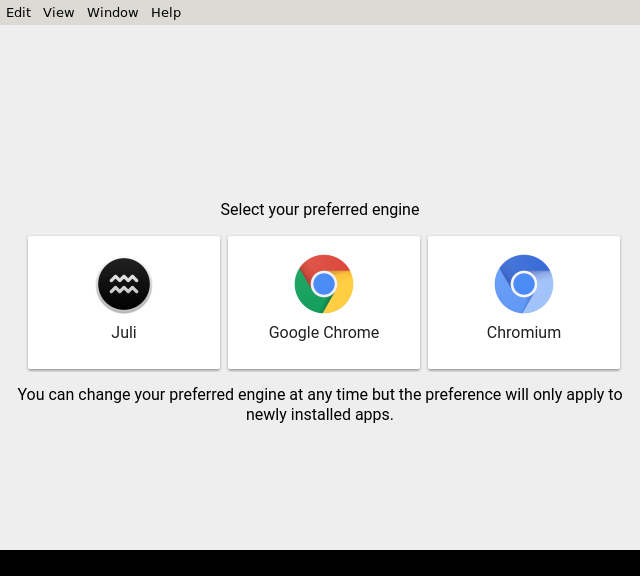 Edit View Window Help
Select your preferred engine
Juli Google Chrome Chromium
You can change your preferred engine at any time but the preference will only apply to
newly installed apps.